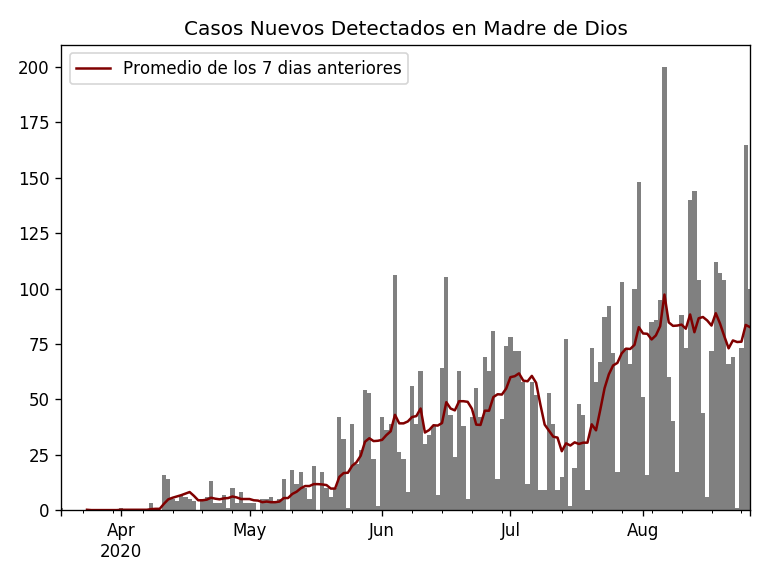 Casos Nuevos Detectados en Madre de Dios
Promedio de los 7 dias anteriores
200
175
150
125
100
75
50
25
0
Apr
2020
May
Jun
Jul
Aug